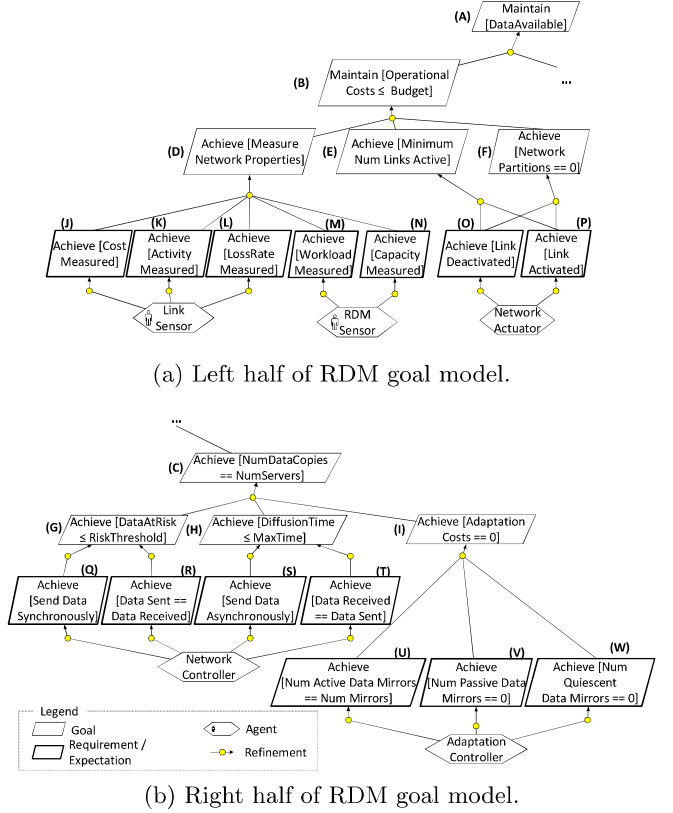 (A)
Maintain
[DataAvailable]
...
(B)
Maintain [Operational
Costs ≤ Budget]
(D)
Achieve [Measure
Network Properties]
(E)
Achieve [Minimum
Num Links Active]
(F)
Achieve
[Network
Partitions == 0]
(J)
Achieve [Cost
Measured]
(K)
Achieve
[Activity
Measured]
(L)
Achieve
[LossRate
Measured]
(M)
Achieve
[Workload
Measured]
(N)
Achieve
[Capacity
Measured]
(O)
Achieve [Link
Deactivated]
(P)
Achieve
[Link
Activated]
Link
Sensor
RDM
Sensor
Network
Actuator
(a) Left half of RDM goal model.
...
(C)
Achieve [NumDataCopies
== NumServers]
(G)
Achieve [DataAtRisk
≤ RiskThreshold]
(H)
Achieve [DiffusionTime
≤ MaxTime]
(I)
Achieve [Adaptation
Costs == 0]
(Q)
Achieve
[Send Data
Synchronously]
(R)
Achieve
[Data Sent ==
Data Received]
(S)
Achieve
[Send Data
Asynchronously]
(T)
Achieve
[Data Received
== Data Sent]
Network
Controller
(U)
Achieve
[Num Active Data Mirrors
== Num Mirrors]
(V)
Achieve
[Num Passive Data
Mirrors == 0]
(W)
Achieve [Num
Quiescent
Data Mirrors == 0]
Adaptation
Controller
Legend
Goal
Requirement /
Expectation
Agent
Refinement
(b) Right half of RDM goal model.